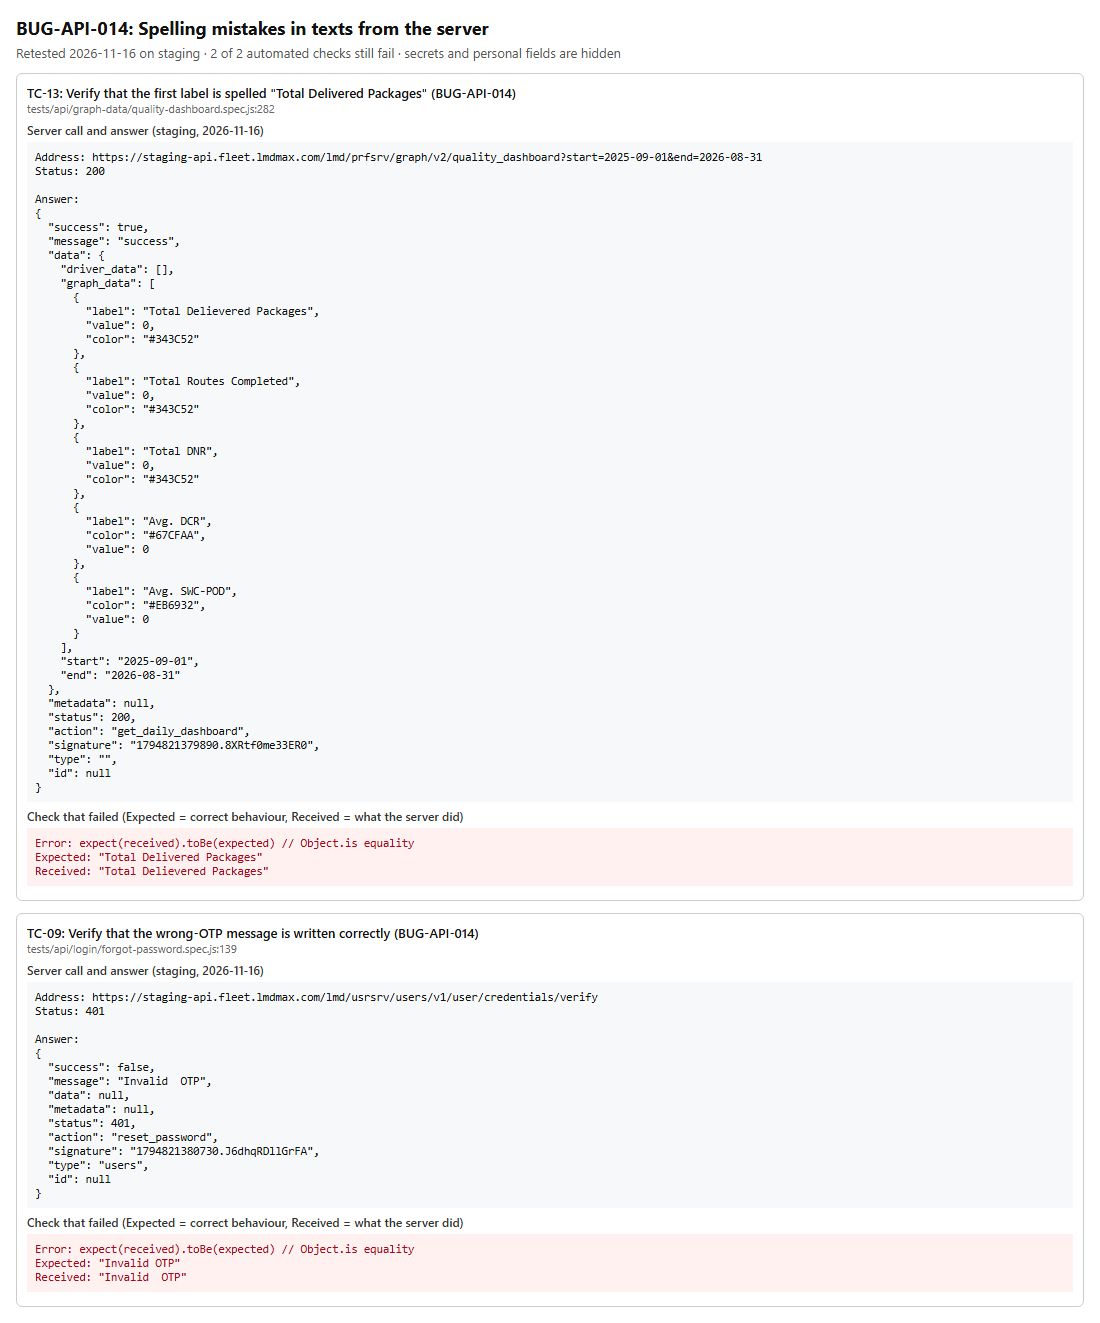 BUG-API-014: Spelling mistakes in texts from the server
Retested 2026-11-16 on staging · 2 of 2 automated checks still fail · secrets and personal fields are hidden
TC-13: Verify that the first label is spelled "Total Delivered Packages" (BUG-API-014)
tests/api/graph-data/quality-dashboard.spec.js:282
Server call and answer (staging, 2026-11-16)
Address: https://staging-api.fleet.lmdmax.com/lmd/prfsrv/graph/v2/quality_dashboard?start=2025-09-01&end=2026-08-31
Status: 200
Answer:
{
  "success": true,
  "message": "success",
  "data": {
    "driver_data": [],
    "graph_data": [
      {
        "label": "Total Delievered Packages",
        "value": 0,
        "color": "#343C52"
      },
      {
        "label": "Total Routes Completed",
        "value": 0,
        "color": "#343C52"
      },
      {
        "label": "Total DNR",
        "value": 0,
        "color": "#343C52"
      },
      {
        "label": "Avg. DCR",
        "color": "#67CFAA",
        "value": 0
      },
      {
        "label": "Avg. SWC-POD",
        "color": "#EB6932",
        "value": 0
      }
    ],
    "start": "2025-09-01",
    "end": "2026-08-31"
  },
  "metadata": null,
  "status": 200,
  "action": "get_daily_dashboard",
  "signature": "1794821379890.8XRtf0me33ER0",
  "type": "",
  "id": null
}
Check that failed (Expected = correct behaviour, Received = what the server did)
Error: expect(received).toBe(expected) // Object.is equality
Expected: "Total Delivered Packages"
Received: "Total Delievered Packages"
TC-09: Verify that the wrong-OTP message is written correctly (BUG-API-014)
tests/api/login/forgot-password.spec.js:139
Server call and answer (staging, 2026-11-16)
Address: https://staging-api.fleet.lmdmax.com/lmd/usrsrv/users/v1/user/credentials/verify
Status: 401
Answer:
{
  "success": false,
  "message": "Invalid  OTP",
  "data": null,
  "metadata": null,
  "status": 401,
  "action": "reset_password",
  "signature": "1794821380730.J6dhqRDllGrFA",
  "type": "users",
  "id": null
}
Check that failed (Expected = correct behaviour, Received = what the server did)
Error: expect(received).toBe(expected) // Object.is equality
Expected: "Invalid OTP"
Received: "Invalid  OTP"